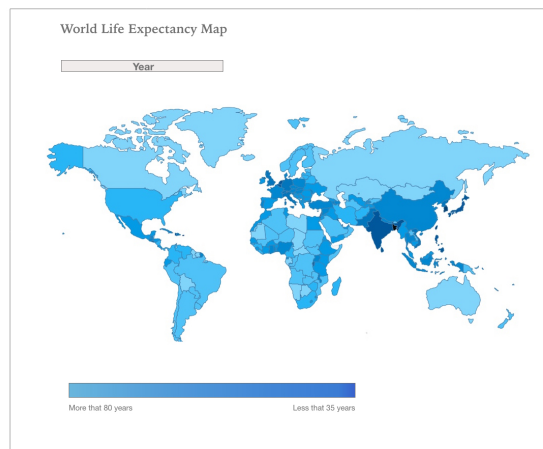 World Life Expectancy Map
Year
More that 80 years
Less that 35 years